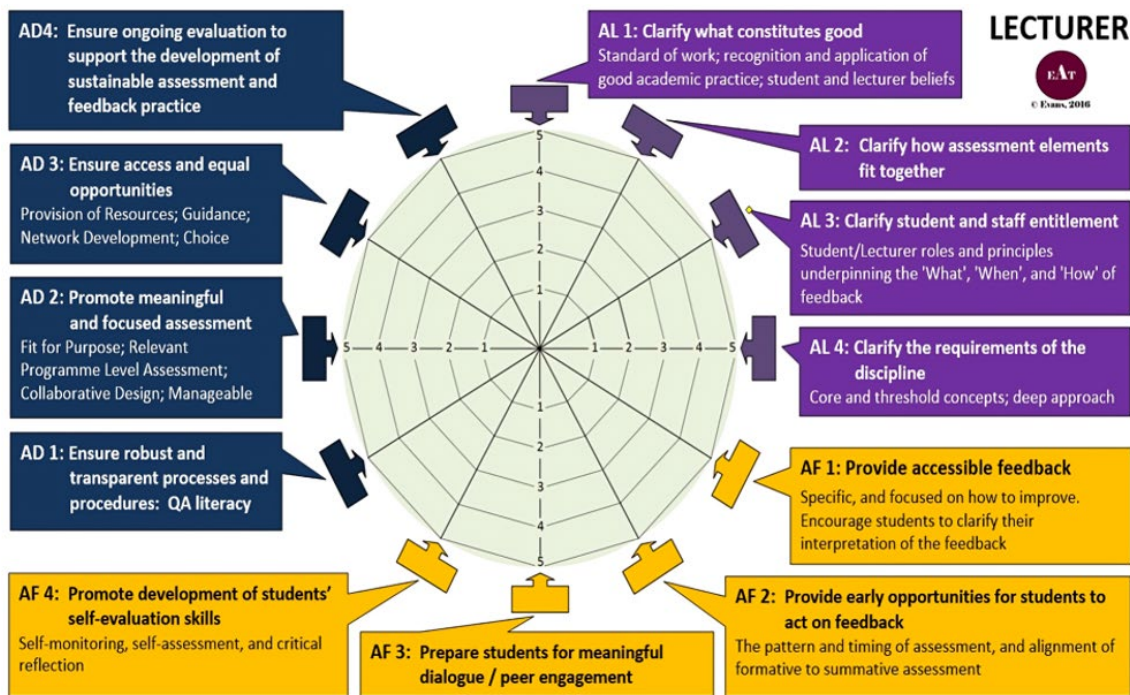 AD4: Ensure ongoing evaluation to
support the development of
sustainable assessment and
feedback practice
AL 1: Clarify what constitutes good
Standard of work; recognition and application of
good academic practice; student and lecturer beliefs
LECTURER
EAT
© Evans, 2016
AL 2: Clarify how assessment elements
fit together
AD 3: Ensure access and equal
opportunities
Provision of Resources; Guidance;
Network Development; Choice
AL 3: Clarify student and staff entitlement
Student/Lecturer roles and principles
underpinning the 'What', 'When', and 'How' of
feedback
AD 2: Promote meaningful
and focused assessment
Fit for Purpose; Relevant
Programme Level Assessment;
Collaborative Design; Manageable
AL 4: Clarify the requirements of the
discipline
Core and threshold concepts; deep approach
5
4
3
2
1
5 4 3 2 1 1 2 3 4 5
1
2
3
4
5
AD 1: Ensure robust and
transparent processes and
procedures: QA literacy
AF 1: Provide accessible feedback
Specific, and focused on how to improve.
Encourage students to clarify their
interpretation of the feedback
AF 4: Promote development of students'
self-evaluation skills
Self-monitoring, self-assessment, and critical
reflection
AF 3: Prepare students for meaningful
dialogue / peer engagement
AF 2: Provide early opportunities for students to
act on feedback
The pattern and timing of assessment, and alignment of
formative to summative assessment